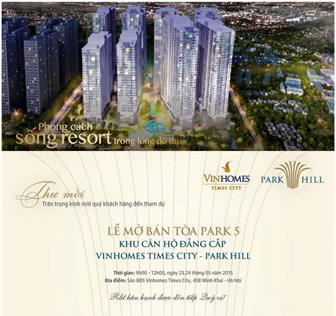 Phong cách
sống resort trong lòng đô thị
VINHOMES
TIMES CITY
PARK HILL
Thư mời
Trân trọng kính mời quý khách hàng đến tham dự
LỄ MỞ BÁN TÒA PARK 5
KHU CĂN HỘ ĐẲNG CẤP
VINHOMES TIMES CITY - PARK HILL
Thời gian: 9h00 - 12h00, ngày 23,24 tháng 05 năm 2015
Địa điểm: Sàn BĐS Vinhomes Times City, 458 Minh Khai - Hà Nội
Rất hân hạnh được đón tiếp Quý vị!